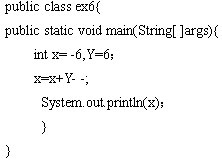 public class ex6{
public static void main(String[ ]args){
int x= -6,Y=6；
x=x+Y- -;
System.out.println(x)；
}
}